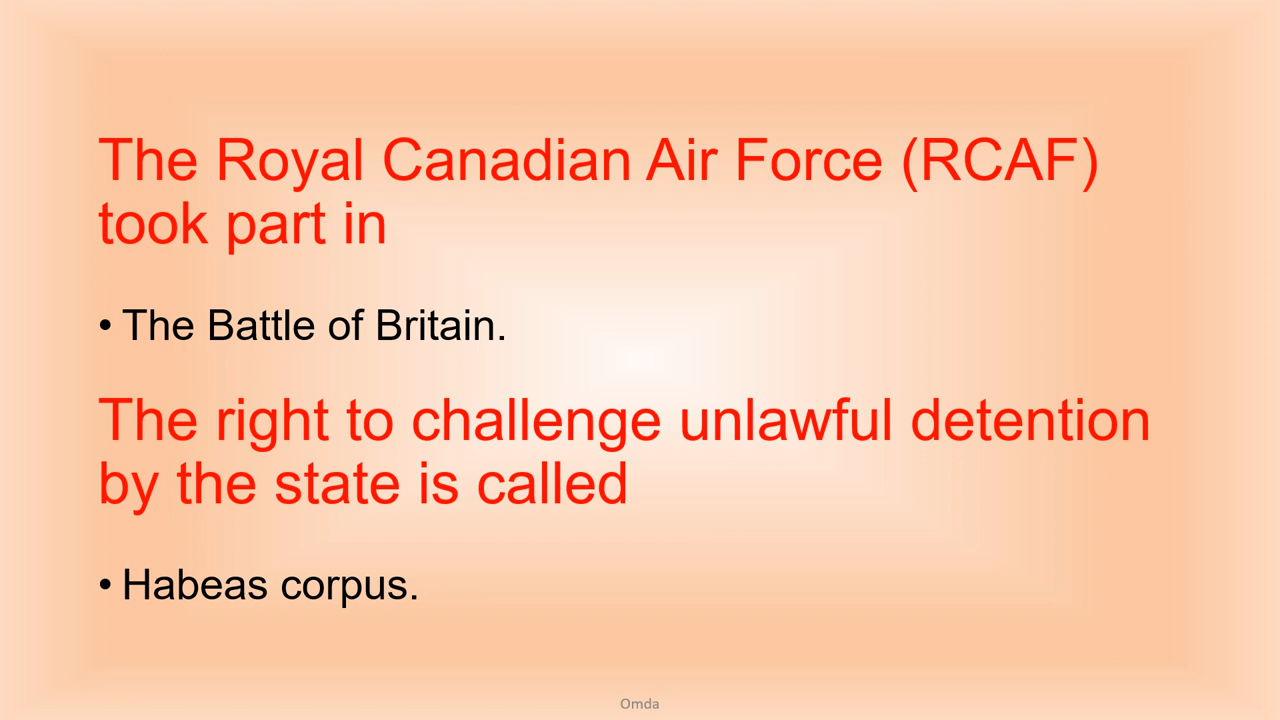 The Royal Canadian Air Force (RCAF)
took part in
• The Battle of Britain.
The right to challenge unlawful detention
by the state is called
• Habeas corpus.
Omda